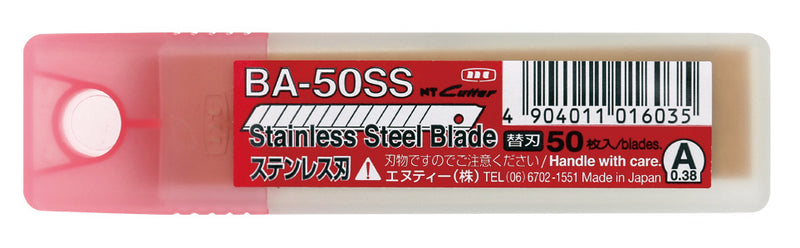 BA-50SS
NT Cutter
4 904011 016035
Stainless Steel Blade 替刃 50枚入/blades.
ステンレス刃
刃物ですのでご注意ください/Handle with care.
エヌティー(株) TEL(06)6702-1551 Made in Japan
A
0.38